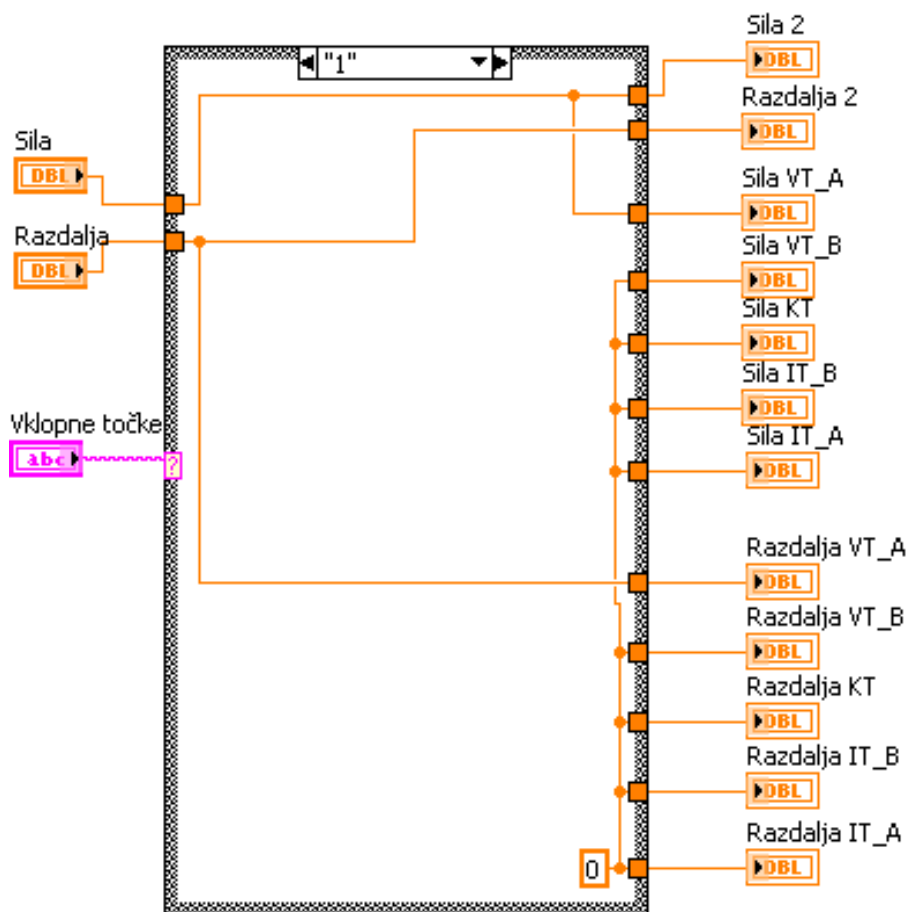 "1"
Sila 2
DBL
Razdalja 2
DBL
Sila
DBL
Sila VT_A
DBL
Razdalja
DBL
Sila VT_B
DBL
Sila KT
DBL
Sila IT_B
DBL
Vklopne točke
abc
?
Sila IT_A
DBL
Razdalja VT_A
DBL
Razdalja VT_B
DBL
Razdalja KT
DBL
Razdalja IT_B
DBL
Razdalja IT_A
0
DBL